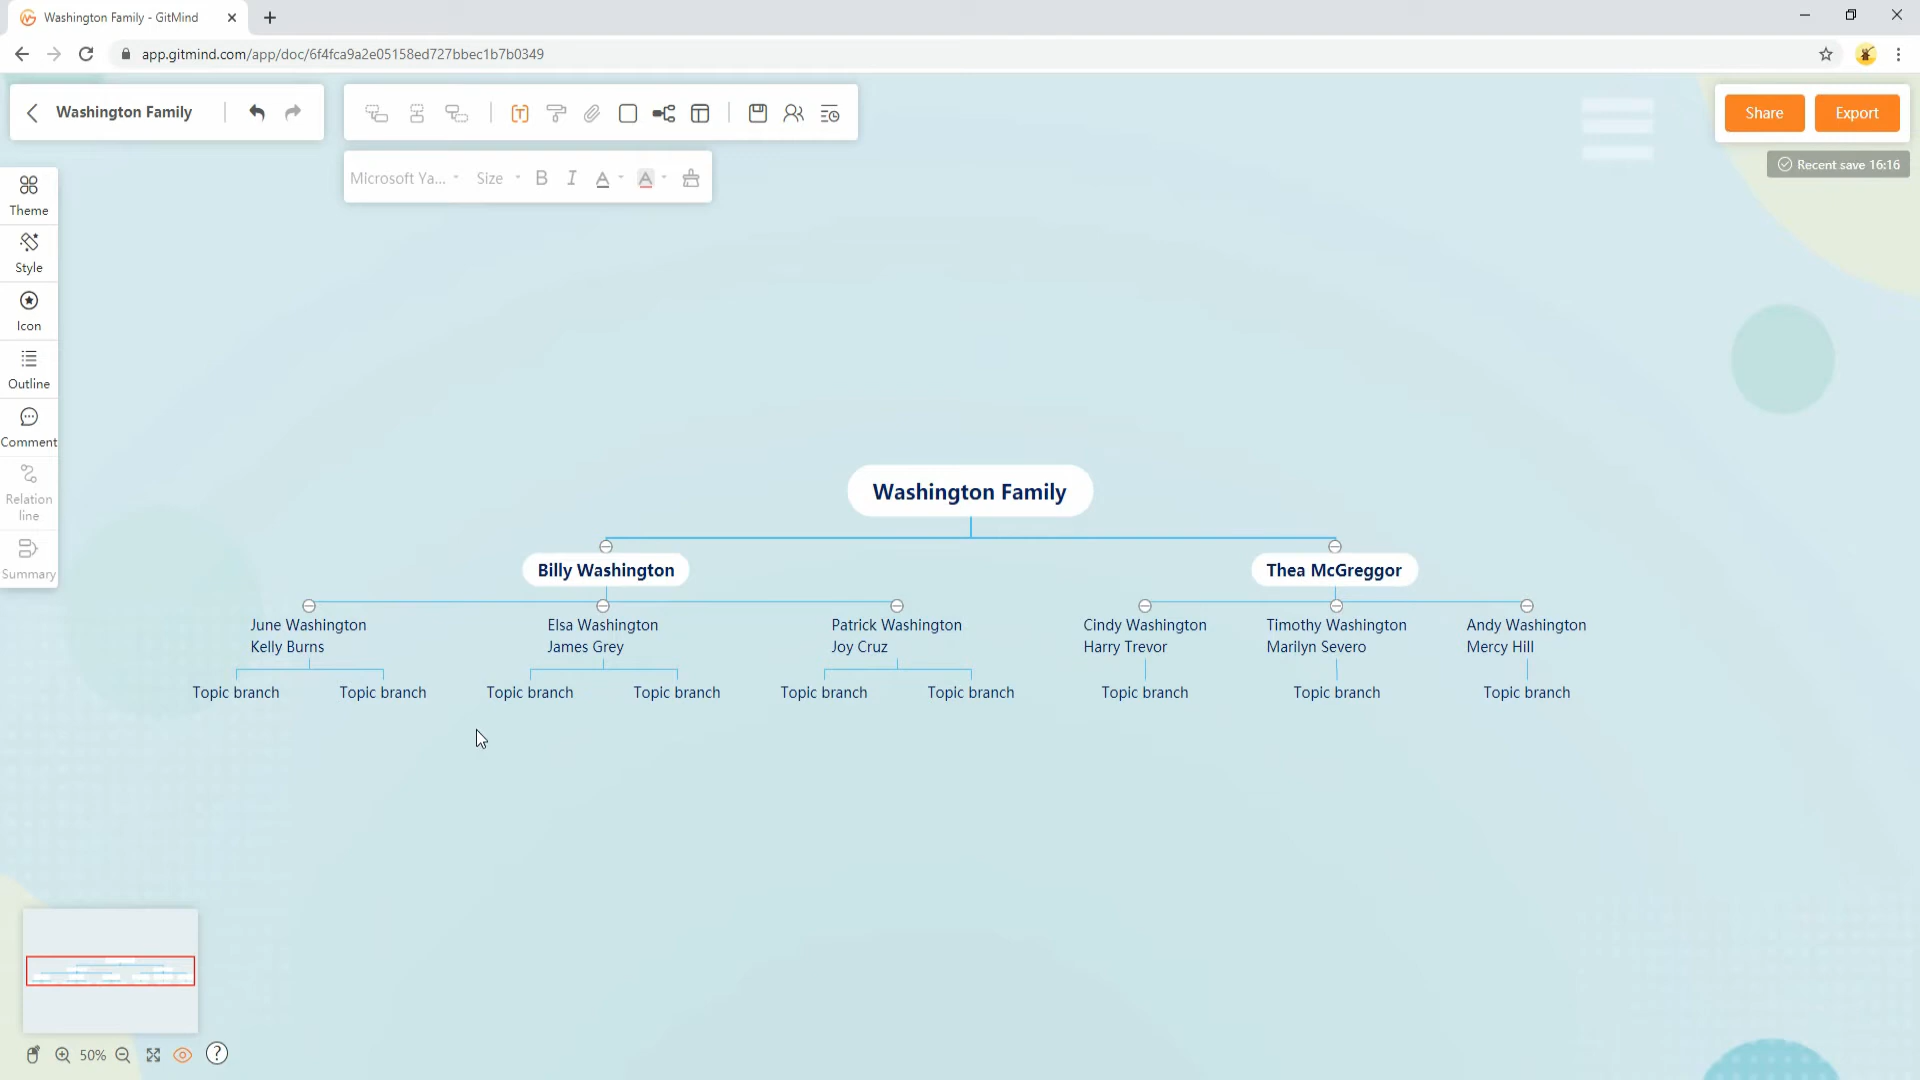 Washington Family - GitMind
app.gitmind.com/app/doc/6f4fca9a2e05158ed727bbec1b7b0349
Washington Family
Share
Export
Microsoft Ya...
Size
B
I
A
A
Recent save 16:16
Theme
Style
Icon
Outline
Comment
Relation
line
Summary
Washington Family
Billy Washington
Thea McGreggor
June Washington
Kelly Burns
Elsa Washington
James Grey
Patrick Washington
Joy Cruz
Cindy Washington
Harry Trevor
Timothy Washington
Marilyn Severo
Andy Washington
Mercy Hill
Topic branch
Topic branch
Topic branch
Topic branch
Topic branch
Topic branch
Topic branch
Topic branch
Topic branch
50%
?